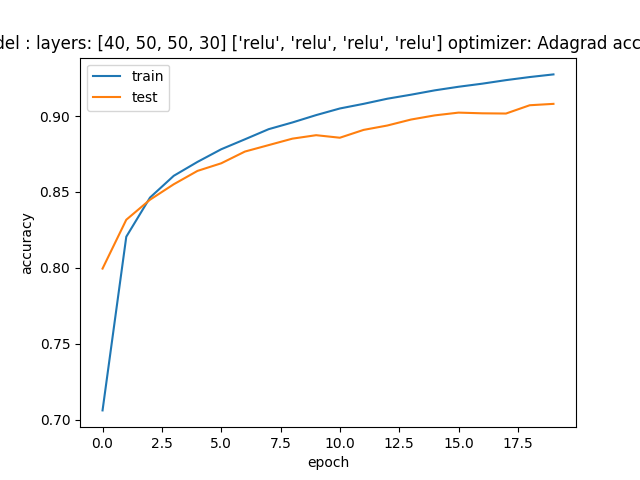 : layers: [40, 50, 50, 30] ['relu', 'relu', 'relu', 'relu'] optimizer: Adagrad
train
test
0.90
0.85
0.80
0.75
0.70
accuracy
0.0 2.5 5.0 7.5 10.0 12.5 15.0 17.5
epoch